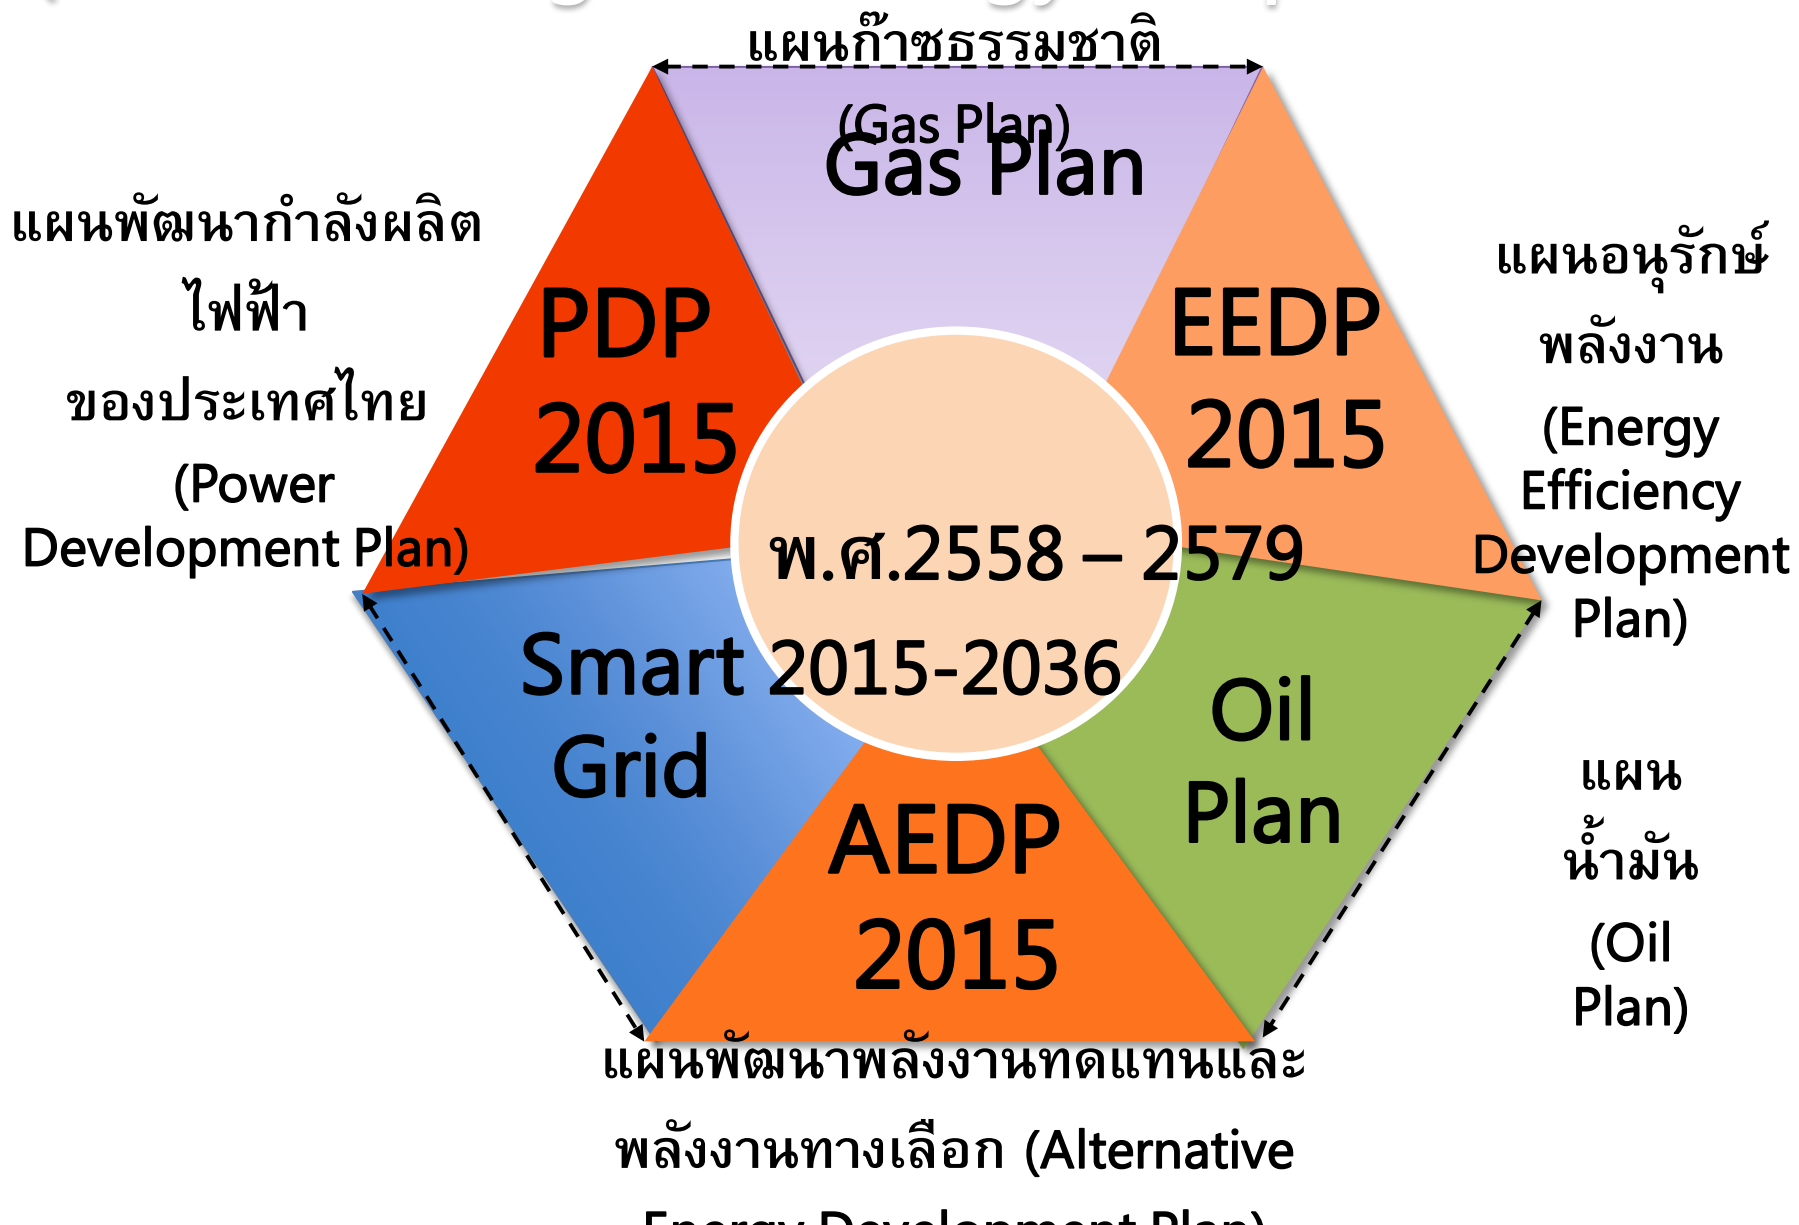 แผนก๊าซธรรมชาติ
(Gas Plan)
Gas Plan
แผนพัฒนากำลังผลิต
ไฟฟ้า
ของประเทศไทย
(Power
Development Plan)
PDP
2015
EEDP
2015
แผนอนุรักษ์
พลังงาน
(Energy
Efficiency
Development
Plan)
พ.ศ.2558 – 2579
2015-2036
Smart
Grid
Oil
Plan
แผน
น้ำมัน
(Oil
Plan)
AEDP
2015
แผนพัฒนาพลังงานทดแทนและ
พลังงานทางเลือก (Alternative
Energy Development Plan)